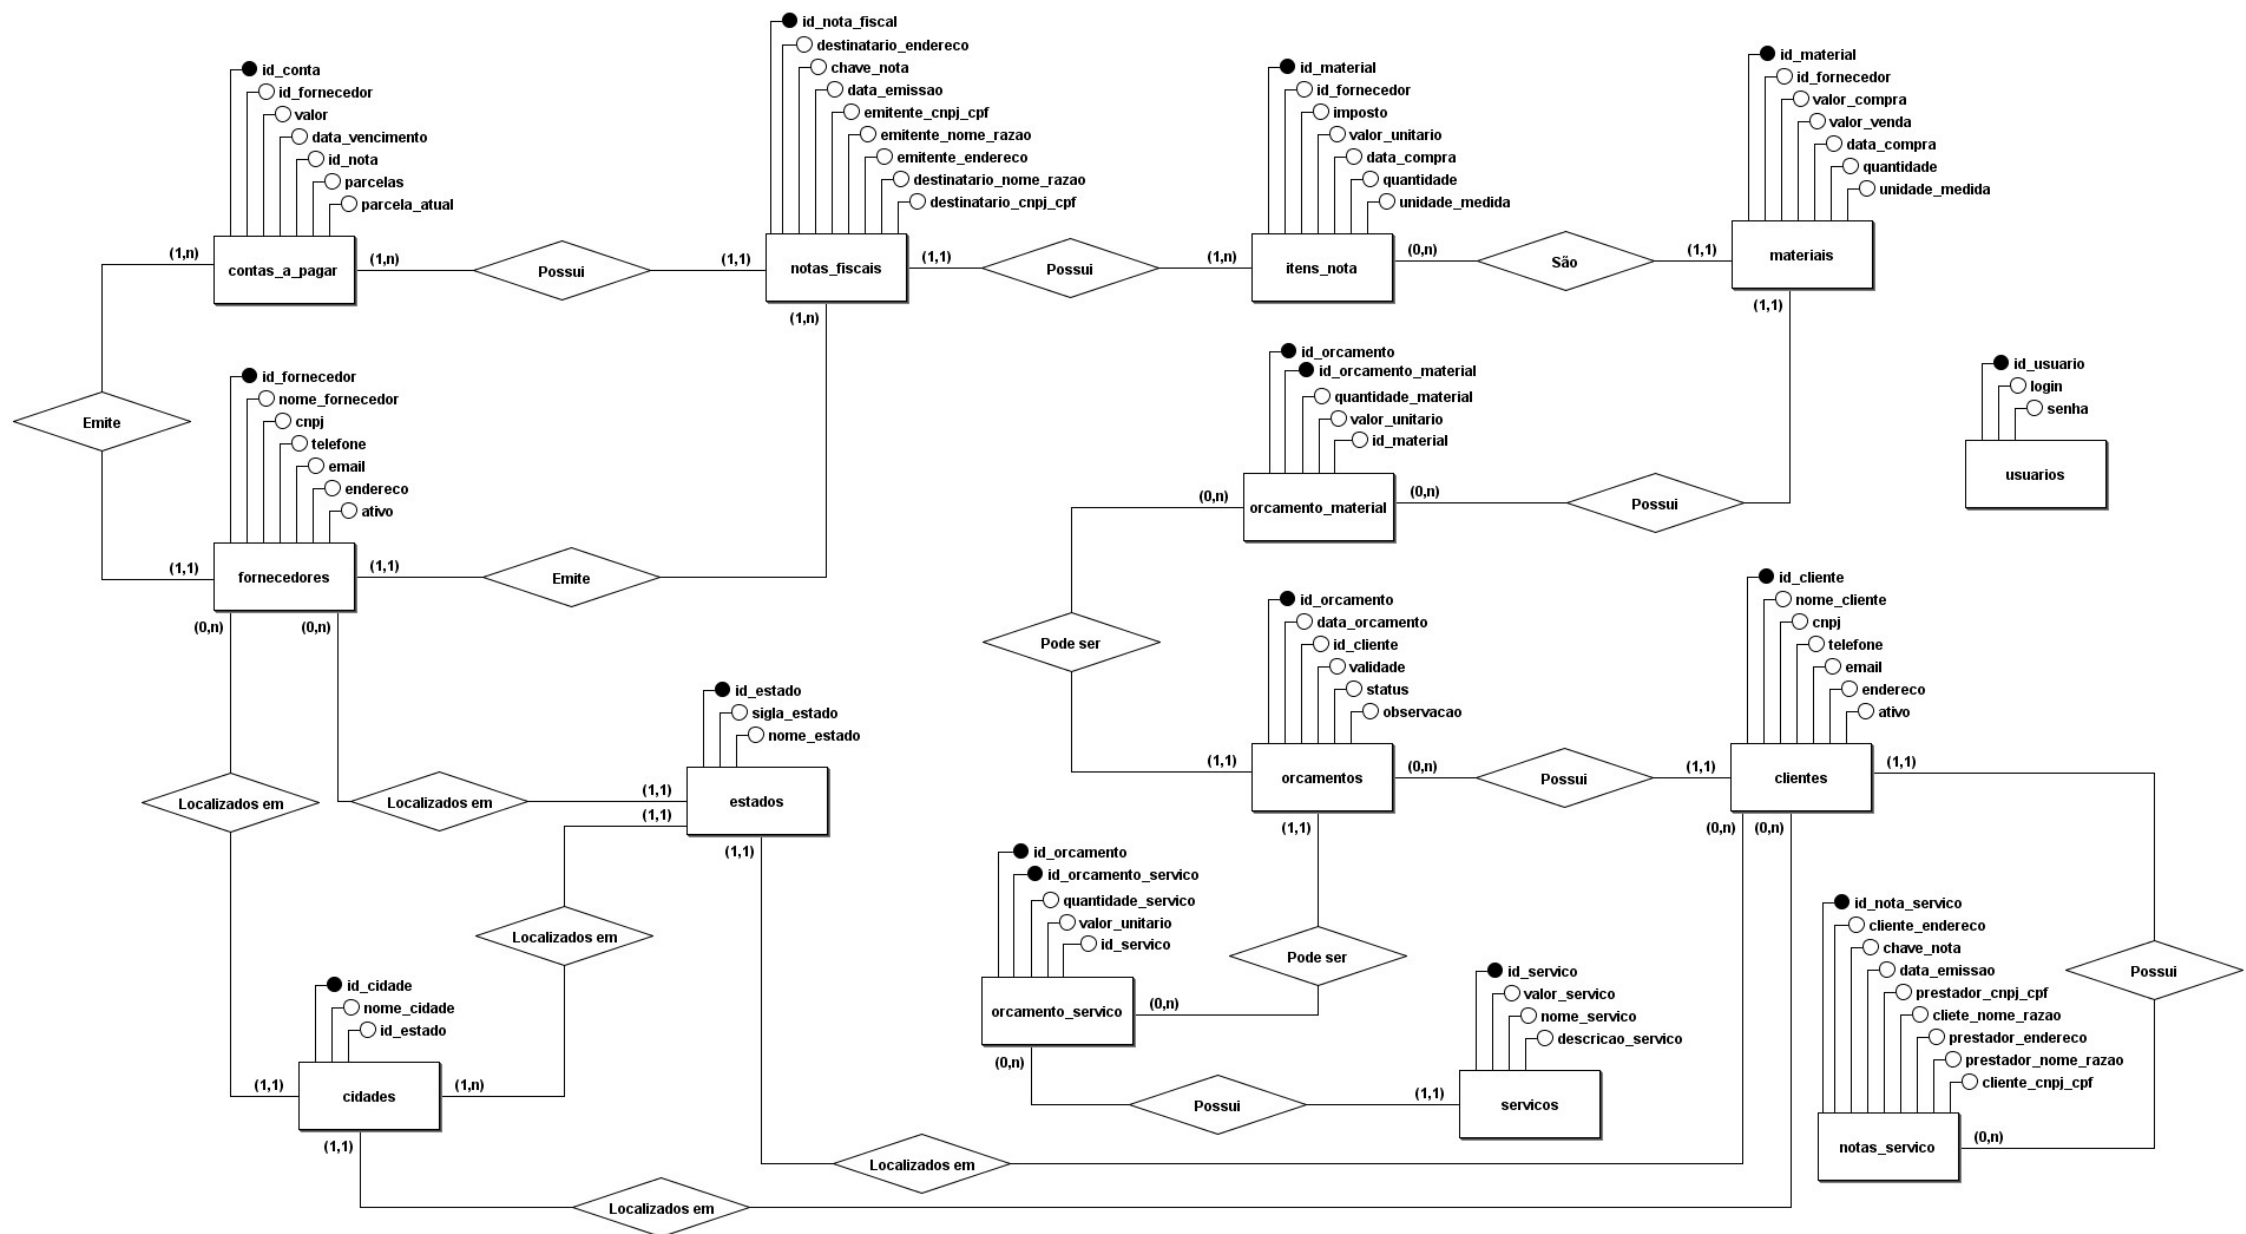 id_nota_fiscal
destinatario_endereco
chave_nota
data_emissao
emitente_cnpj_cpf
emitente_nome_razao
emitente_endereco
destinatario_nome_razao
destinatario_cnpj_cpf
id_conta
id_fornecedor
valor
data_vencimento
id_nota
parcelas
parcela_atual
id_material
id_fornecedor
imposto
valor_unitario
data_compra
quantidade
unidade_medida
id_material
id_fornecedor
valor_compra
valor_venda
data_compra
quantidade
unidade_medida
(1,n)
contas_a_pagar
(1,n)
Possui
(1,1)
notas_fiscais
(1,1)
Possui
(1,n)
itens_nota
(0,n)
São
(1,1)
materiais
(1,n)
(1,1)
Emite
id_fornecedor
nome_fornecedor
cnpj
telefone
email
endereco
ativo
id_orcamento
id_orcamento_material
quantidade_material
valor_unitario
id_material
id_usuario
login
senha
usuarios
(0,n)
orcamento_material
(0,n)
Possui
(1,1)
fornecedores
(1,1)
Emite
(0,n)
(0,n)
Pode ser
id_orcamento
data_orcamento
id_cliente
validade
status
observacao
id_cliente
nome_cliente
cnpj
telefone
email
endereco
ativo
id_estado
sigla_estado
nome_estado
(1,1)
orcamentos
(0,n)
Possui
(1,1)
clientes
(1,1)
Localizados em
Localizados em
(1,1)
(1,1)
estados
(1,1)
(1,1)
(0,n)
(0,n)
id_orcamento
id_orcamento_servico
quantidade_servico
valor_unitario
id_servico
Localizados em
Pode ser
id_nota_servico
cliente_endereco
chave_nota
data_emissao
prestador_cnpj_cpf
cliete_nome_razao
prestador_endereco
prestador_nome_razao
cliente_cnpj_cpf
Possui
id_cidade
nome_cidade
id_estado
id_servico
valor_servico
nome_servico
descricao_servico
orcamento_servico
(0,n)
(0,n)
(1,1)
cidades
(1,n)
Possui
(1,1)
servicos
(1,1)
notas_servico
(0,n)
Localizados em
Localizados em